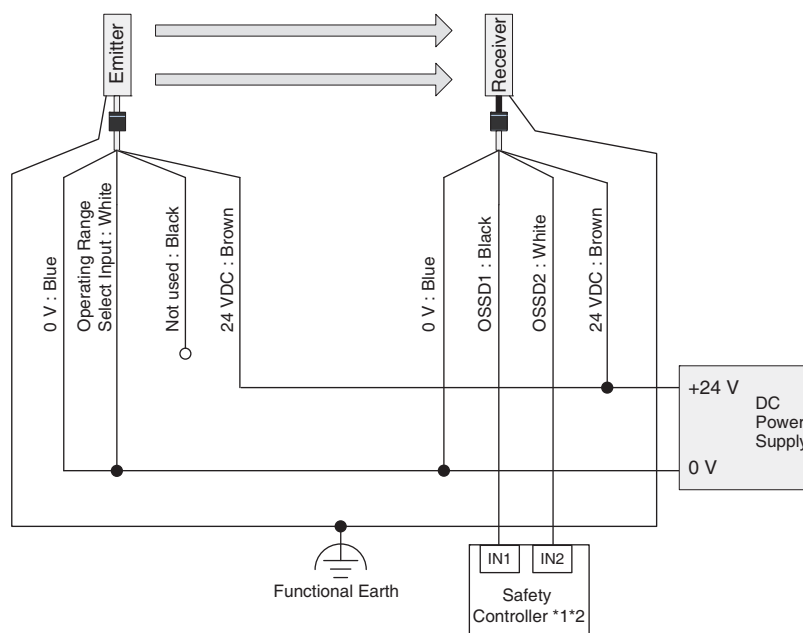 Emitter
Receiver
0 V : Blue
Operating Range
Select Input : White
Not used : Black
24 VDC : Brown
0 V : Blue
OSSD1 : Black
OSSD2 : White
24 VDC : Brown
+24 V
DC
Power
Supply
0 V
Functional Earth
IN1
IN2
Safety
Controller *1*2